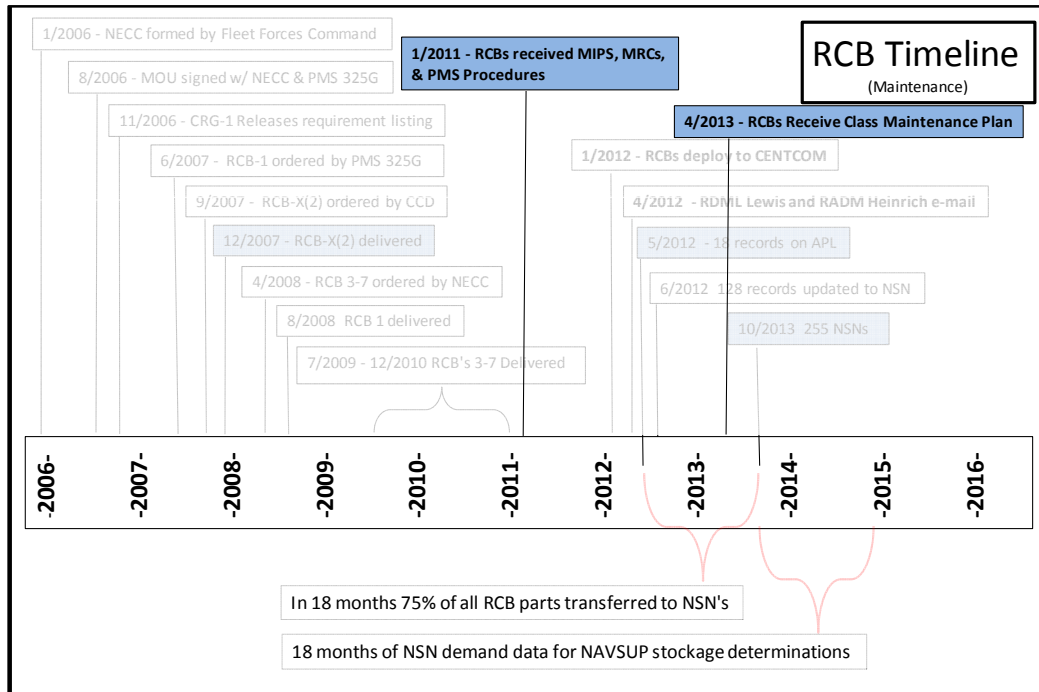 1/2006 - NECC formed by Fleet Forces Command
8/2006 - MOU signed w/ NECC & PMS 325G
11/2006 - CRG-1 Releases requirement listing
6/2007 - RCB-1 ordered by PMS 325G
9/2007 - RCB-X(2) ordered by CCD
12/2007 - RCB-X(2) delivered
4/2008 - RCB 3-7 ordered by NECC
8/2008 RCB 1 delivered
7/2009 - 12/2010 RCB's 3-7 Delivered
1/2011 - RCBs received MIPS, MRCs,
& PMS Procedures
RCB Timeline
(Maintenance)
4/2013 - RCBs Receive Class Maintenance Plan
1/2012 - RCBs deploy to CENTCOM
4/2012 - RDML Lewis and RADM Heinrich e-mail
5/2012 - 18 records on APL
6/2012 128 records updated to NSN
10/2013 255 NSNs
-2006-
-2007-
-2008-
-2009-
-2010-
-2011-
-2012-
-2013-
-2014-
-2015-
-2016-
In 18 months 75% of all RCB parts transferred to NSN's
18 months of NSN demand data for NAVSUP stockage determinations